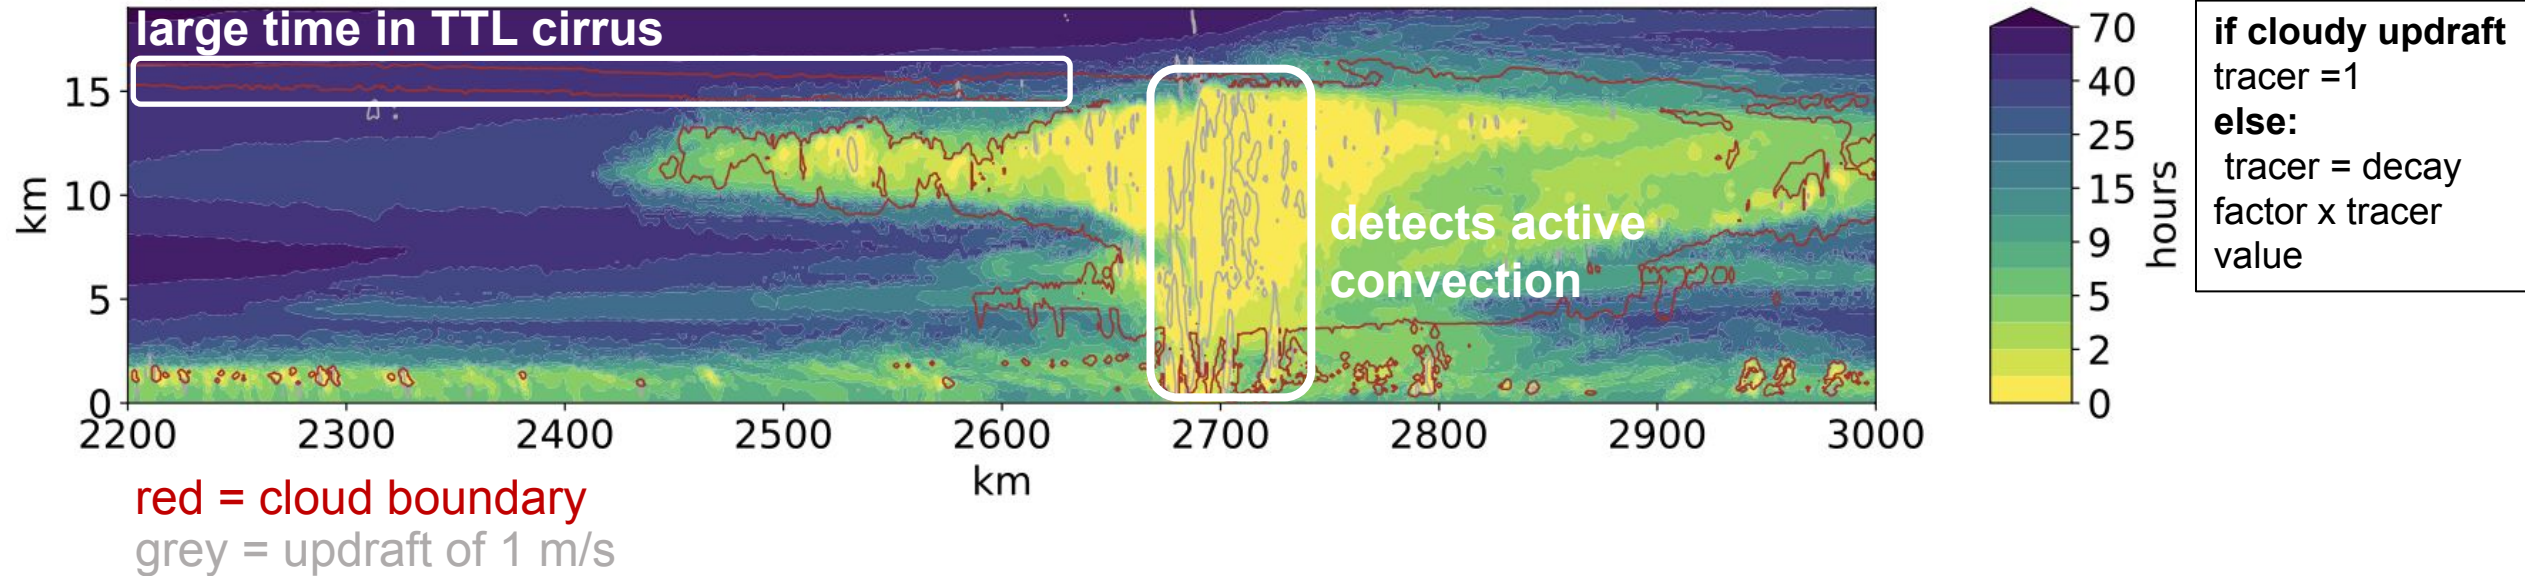 large time in TTL cirrus
detects active
convection
15
10
5
0
km
2200
2300
2400
2500
2600
2700
2800
2900
3000
km
70
40
25
15
9
5
2
0
hours
if cloudy updraft
tracer =1
else:
tracer = decay
factor x tracer
value
red = cloud boundary
grey = updraft of 1 m/s